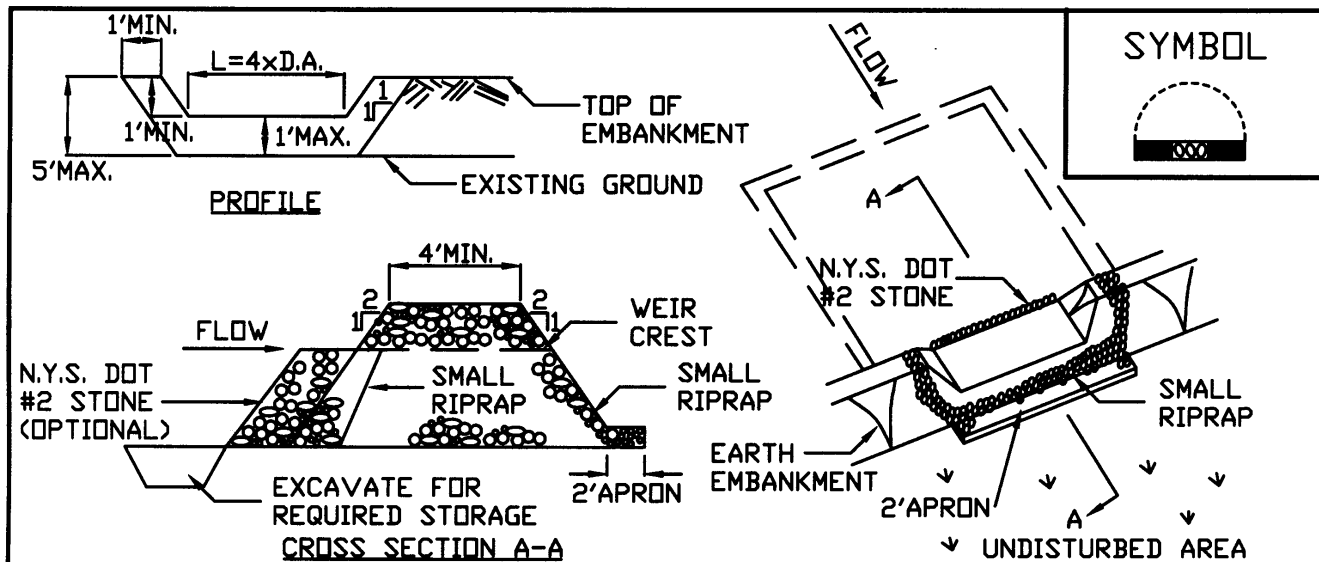 1'MIN.
L=4xD.A.
1
1
1'MIN.
1'MAX.
5'MAX.
TOP OF
EMBANKMENT
EXISTING GROUND
PROFILE
4'MIN.
2
1
2
1
FLOW
WEIR
CREST
N.Y.S. DOT
#2 STONE
(OPTIONAL)
SMALL
RIPRAP
SMALL
RIPRAP
EXCAVATE FOR
REQUIRED STORAGE
2'APRON
CROSS SECTION A-A
FLOW
A
N.Y.S. DOT
#2 STONE
SMALL
RIPRAP
EARTH
EMBANKMENT
2'APRON
A
UNDISTURBED AREA
SYMBOL